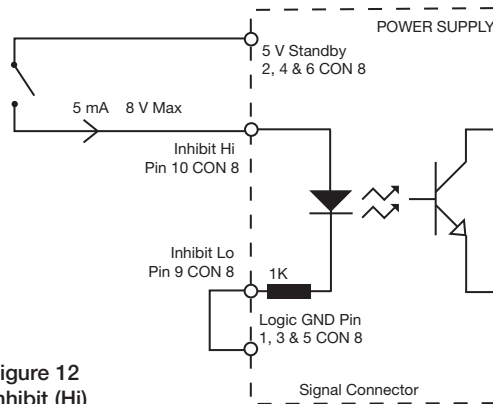 POWER SUPPLY
5 V Standby
2, 4 & 6 CON 8
5 mA 8 V Max
Inhibit Hi
Pin 10 CON 8
Inhibit Lo
Pin 9 CON 8
1K
Logic GND Pin
1, 3 & 5 CON 8
igure 12
nhibit (Hi)
Signal Connector